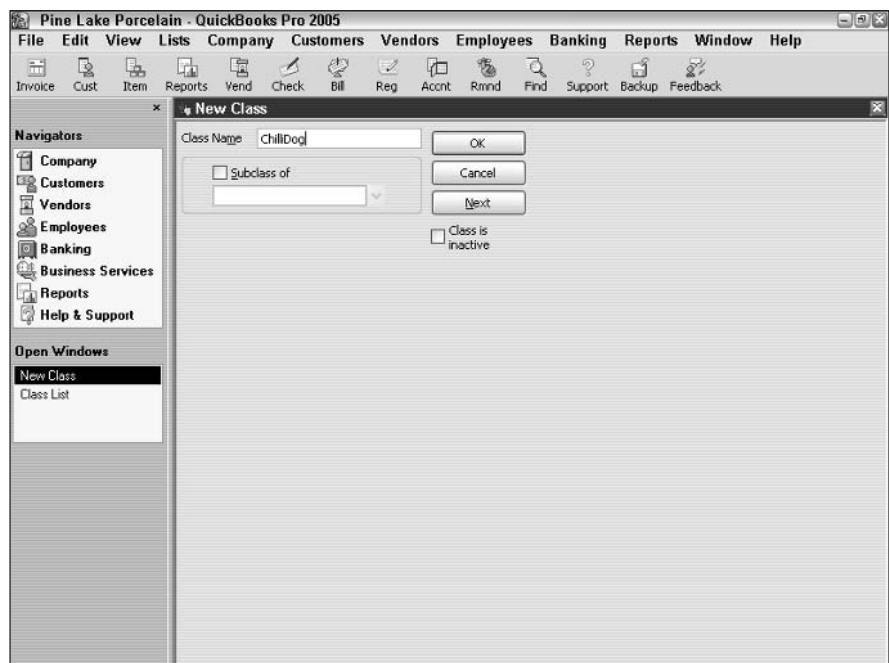 Pine Lake Porcelain - QuickBooks Pro 2005
File Edit View Lists Company Customers Vendors Employees Banking Reports Window Help
Invoice Cust Item Reports Vend Check Bill Reg Accnt Rmnd Find Support Backup Feedback
New Class
Navigators
Company
Customers
Vendors
Employees
Banking
Business Services
Reports
Help & Support
Open Windows
New Class
Class List
Class Name ChilliDog
Subclass of
OK
Cancel
Next
Class is
inactive